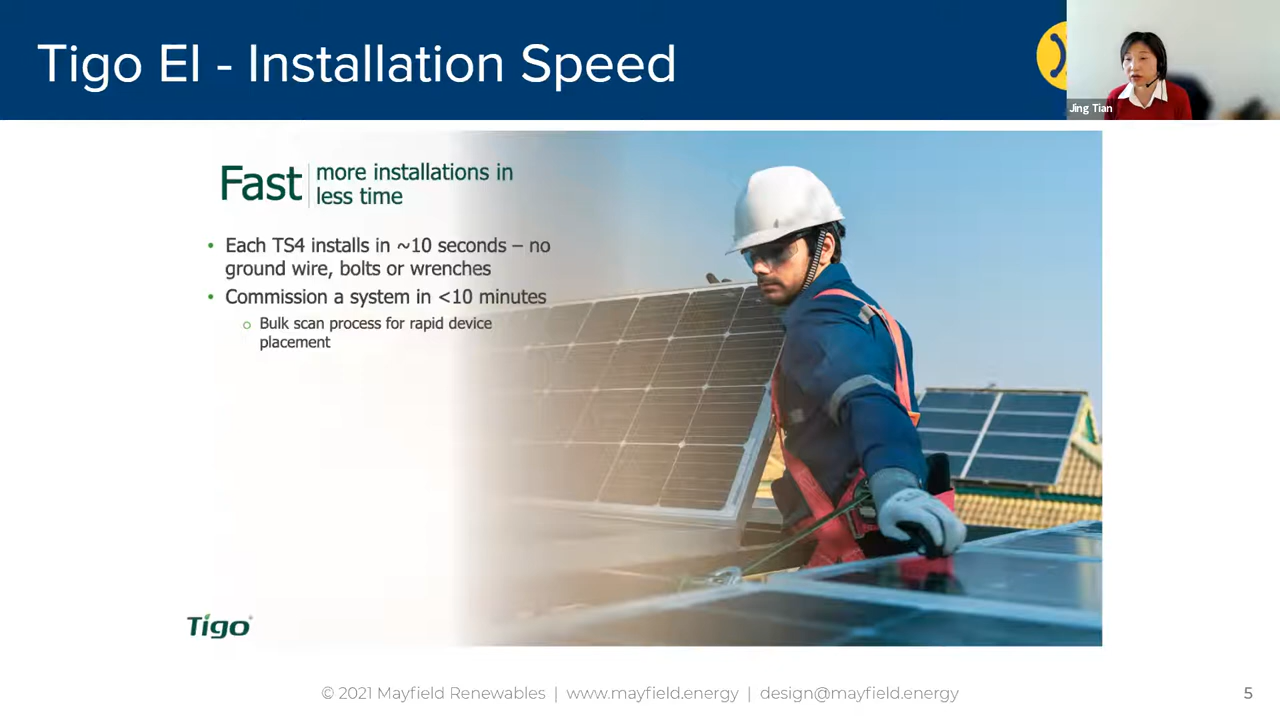 Tigo EI - Installation Speed
Jing Tian
Fast
more installations in
less time
• Each TS4 installs in ~10 seconds – no
ground wire, bolts or wrenches
• Commission a system in <10 minutes
o Bulk scan process for rapid device
placement
Tigo
© 2021 Mayfield Renewables | www.mayfield.energy | design@mayfield.energy
5